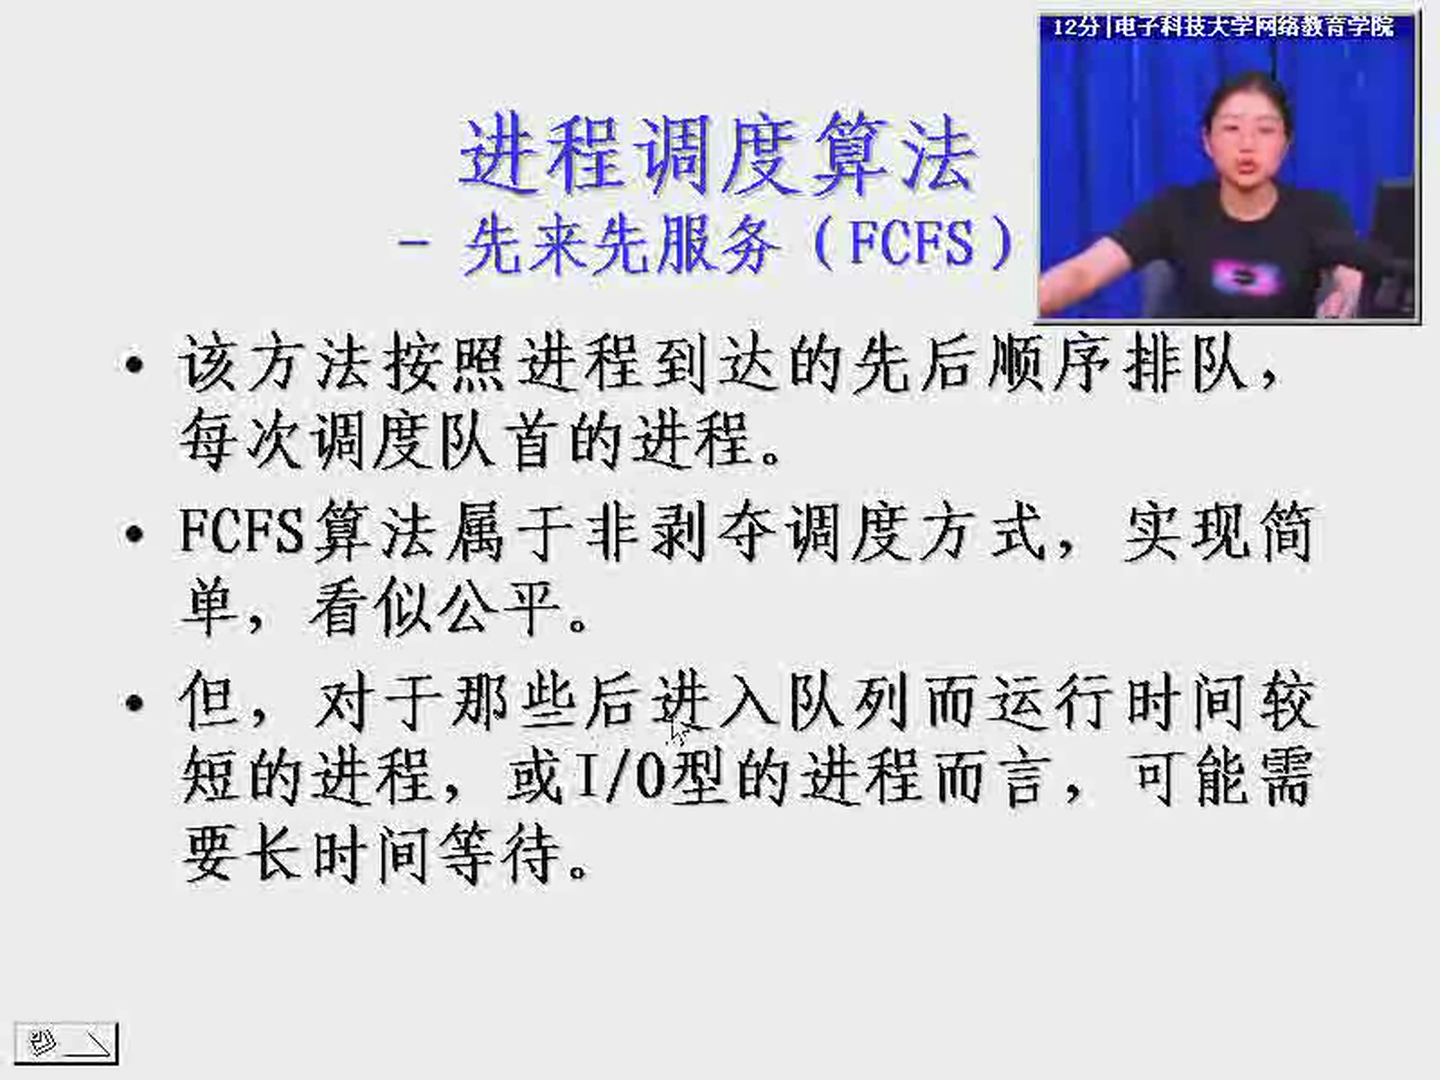 12分|电子科技大学网络教育学院
进程调度算法
- 先来先服务（FCFS）
• 该方法按照进程到达的先后顺序排队，
每次调度队首的进程。
• FCFS算法属于非剥夺调度方式，实现简
单，看似公平。
• 但，对于那些后进入队列而运行时间较
短的进程，或I/O型的进程而言，可能需
要长时间等待。